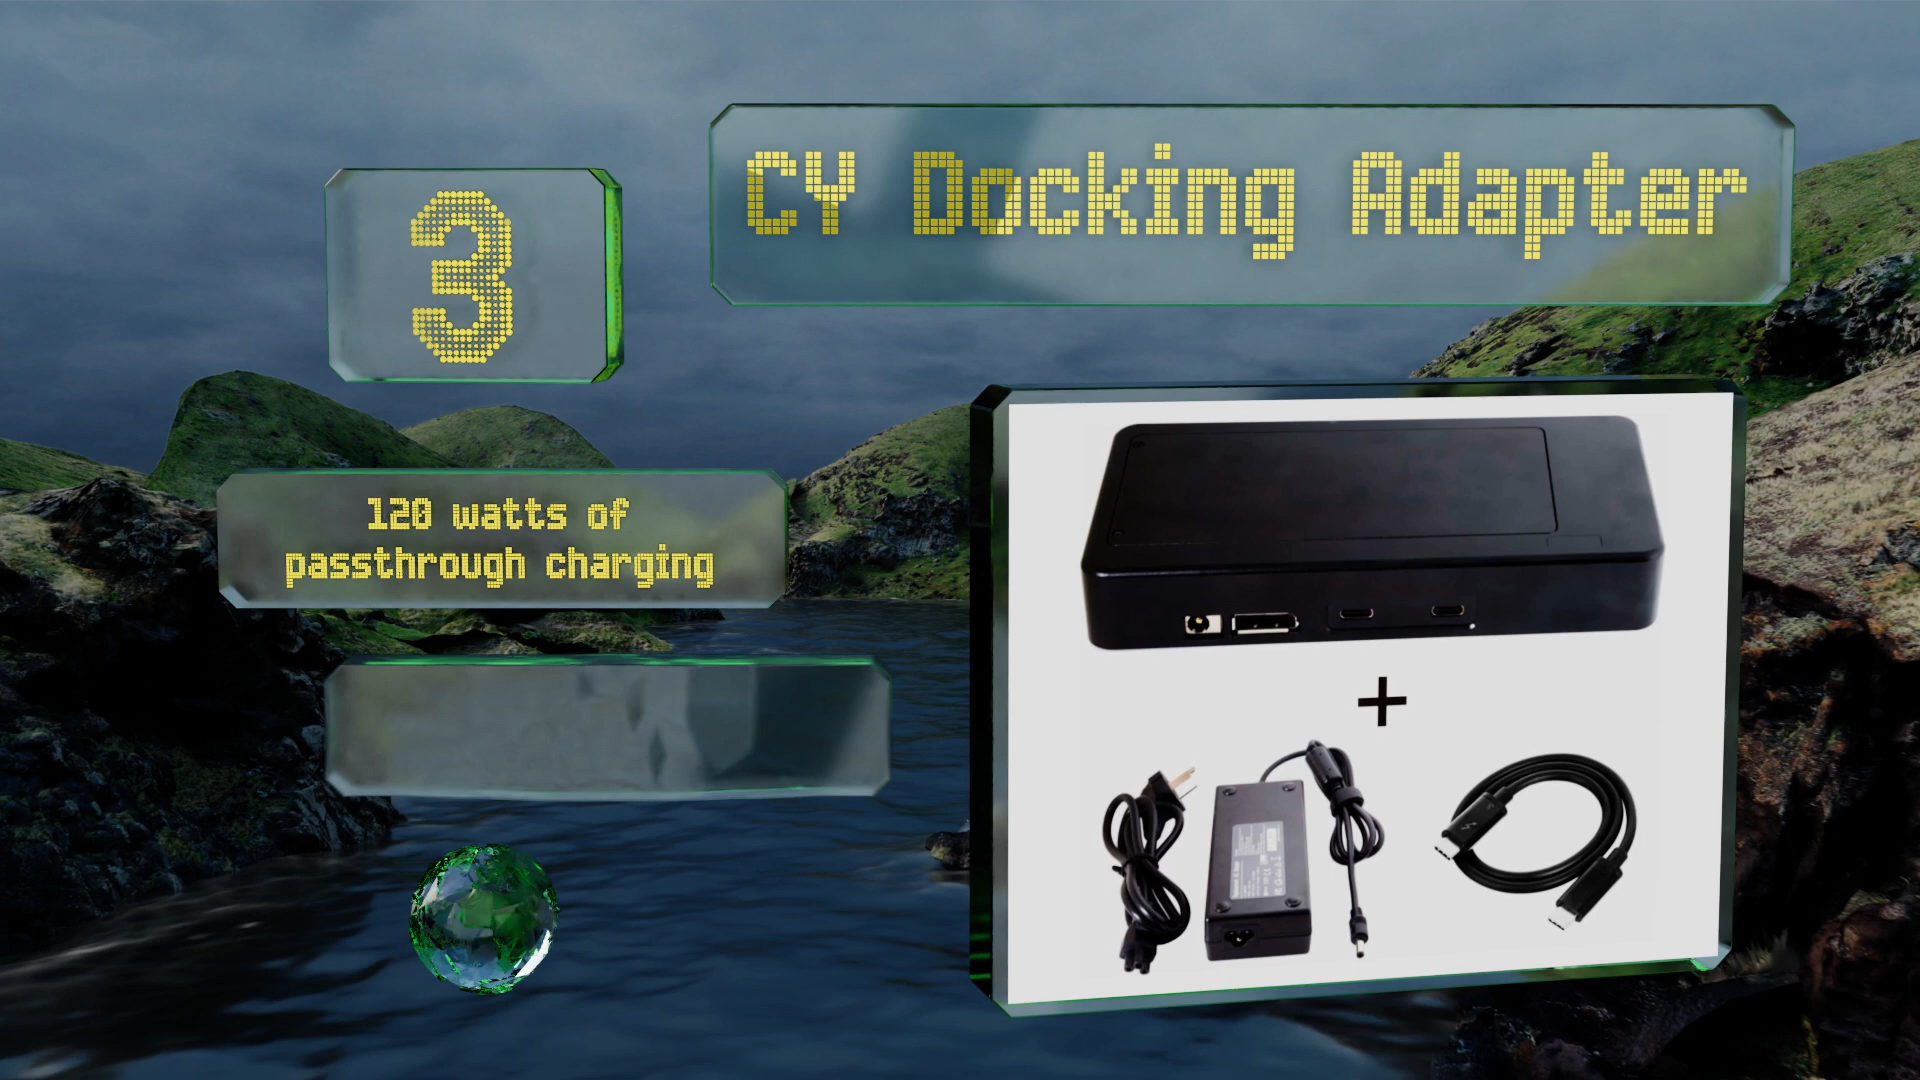 3
CY Docking Adapter
120 watts of
passthrough charging
+